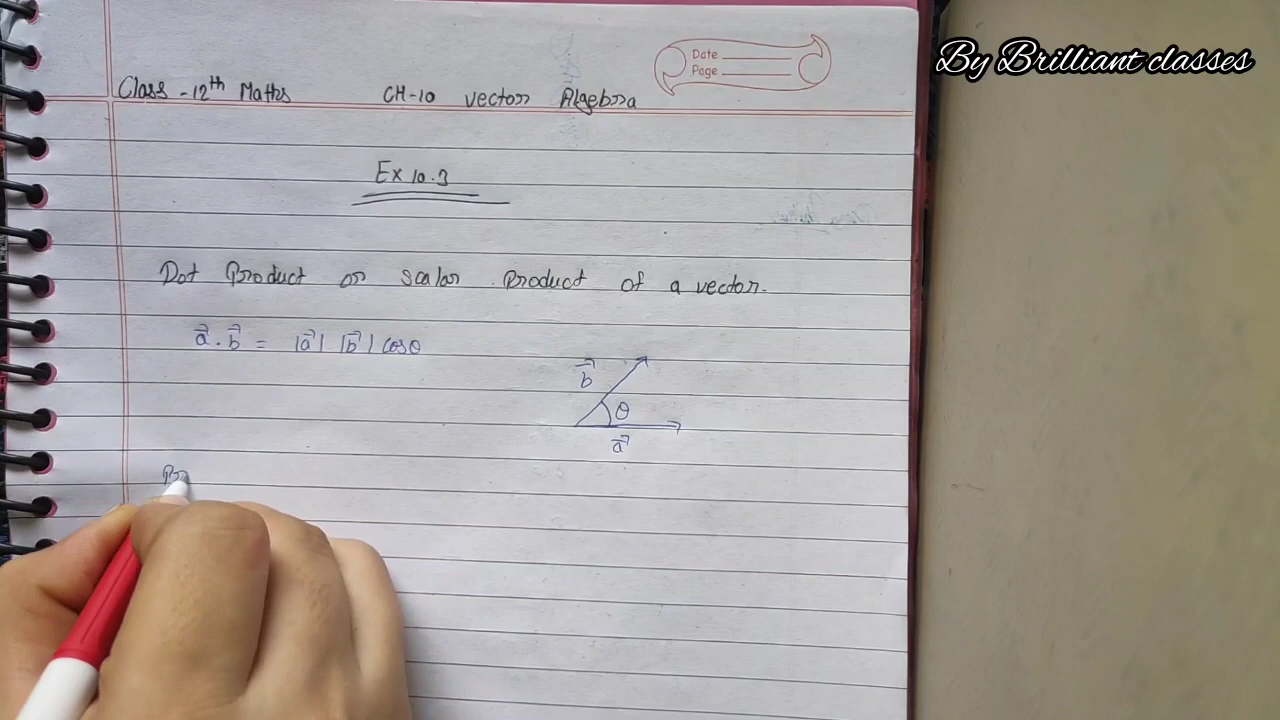 By Brilliant classes
Date
Page
Class - 12th Maths CH-10 vector Algebra
Ex 10.3
Dot Product or scalar Product of a vector.
a⃗ . b⃗ = |a⃗| |b⃗| cosθ
b⃗
θ
a⃗